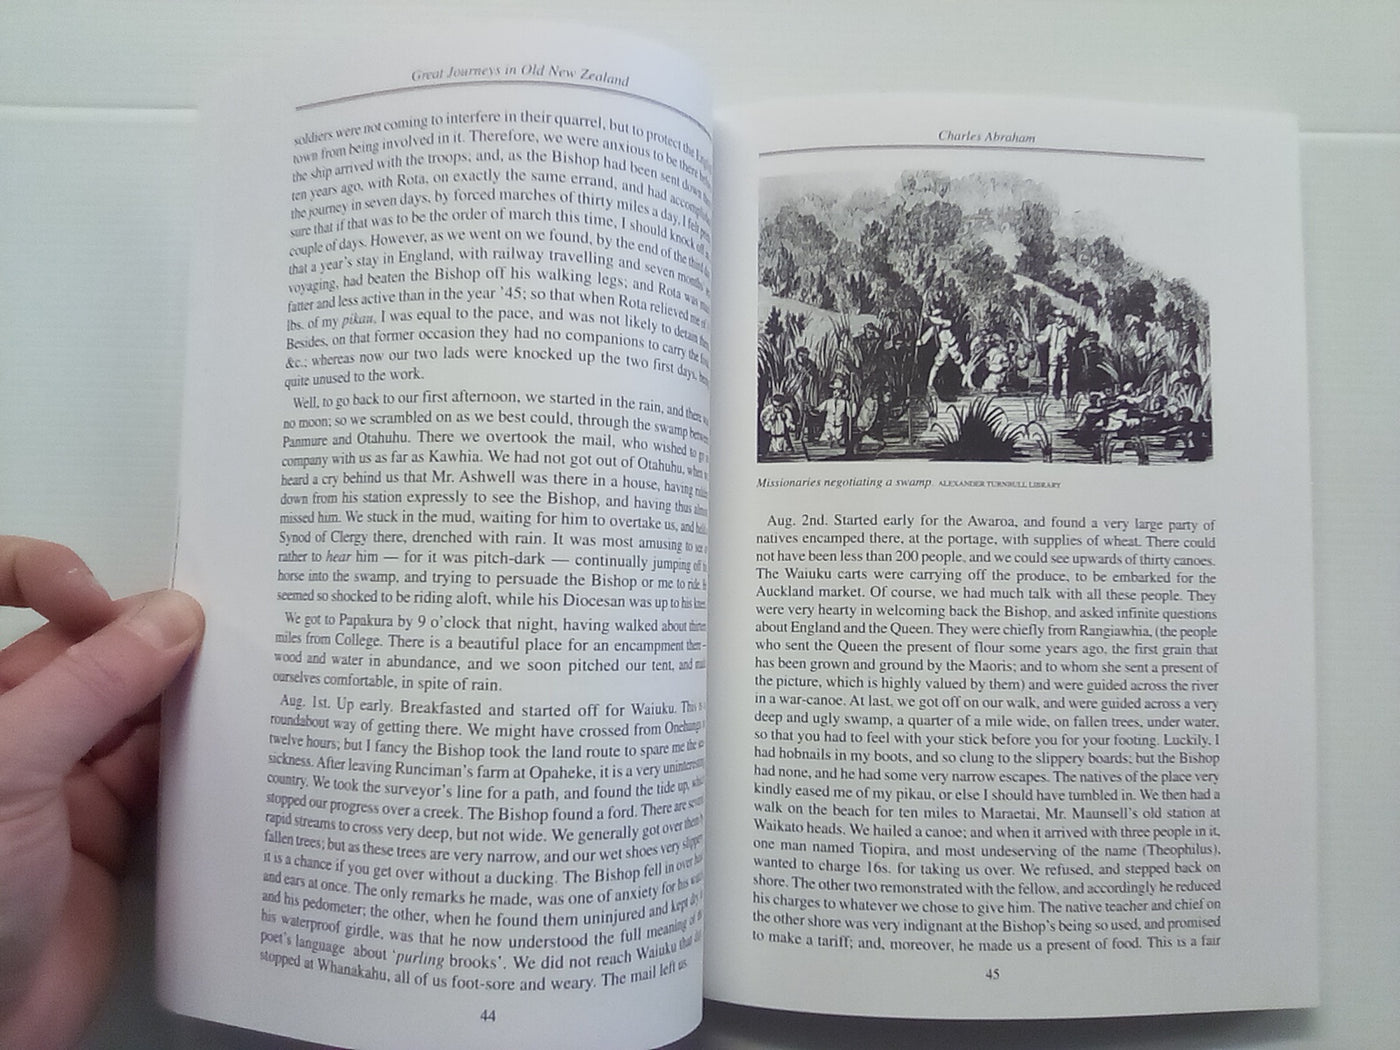 Great Journeys in Old New Zealand
soldiers were not coming to interfere in their quarrel, but to protect the
town from being involved in it. Therefore, we were anxious to be there
the ship arrived with the troops; and, as the Bishop had been sent down
ten years ago, with Rota, on exactly the same errand, and had
the journey in seven days, by forced marches of thirty miles a day, I felt
sure that if that was to be the order of march this time, I should knock
couple of days. However, as we went on we found, by the end of the third
that a year's stay in England, with railway travelling and seven months'
voyaging, had beaten the Bishop off his walking legs; and Rota was
fatter and less active than in the year '45; so that when Rota relieved me
lbs. of my pikau, I was equal to the pace, and was not likely to detain
Besides, on that former occasion they had no companions to carry the
&c.; whereas now our two lads were knocked up the two first days,
quite unused to the work.
Well, to go back to our first afternoon, we started in the rain, and there
no moon; so we scrambled on as we best could, through the swamp
Panmure and Otahuhu. There we overtook the mail, who wished to
company with us as far as Kawhia. We had not got out of Otahuhu,
heard a cry behind us that Mr. Ashwell was there in a house, having
down from his station expressly to see the Bishop, and having thus
missed him. We stuck in the mud, waiting for him to overtake us, and
Synod of Clergy there, drenched with rain. It was most amusing to
rather to hear him — for it was pitch-dark — continually jumping off
horse into the swamp, and trying to persuade the Bishop or me to ride.
seemed so shocked to be riding aloft, while his Diocesan was up to his
We got to Papakura by 9 o'clock that night, having walked about
miles from College. There is a beautiful place for an encampment there —
wood and water in abundance, and we soon pitched our tent, and
ourselves comfortable, in spite of rain.
Aug. 1st. Up early. Breakfasted and started off for Waiuku. This
roundabout way of getting there. We might have crossed from Onehunga
twelve hours; but I fancy the Bishop took the land route to spare me the
sickness. After leaving Runciman's farm at Opaheke, it is a very
country. We took the surveyor's line for a path, and found the tide up,
stopped our progress over a creek. The Bishop found a ford. There are
rapid streams to cross very deep, but not wide. We generally got over
fallen trees; but as these trees are very narrow, and our wet shoes very slippery
it is a chance if you get over without a ducking. The Bishop fell in over
and ears at once. The only remarks he made, was one of anxiety for his
and his pedometer; the other, when he found them uninjured and kept
his waterproof girdle, was that he now understood the full meaning
poet's language about 'purling brooks'. We did not reach Waiuku
stopped at Whanakahu, all of us foot-sore and weary. The mail left us
44
Charles Abraham
Missionaries negotiating a swamp. ALEXANDER TURNBULL LIBRARY
Aug. 2nd. Started early for the Awaroa, and found a very large party of
natives encamped there, at the portage, with supplies of wheat. There could
not have been less than 200 people, and we could see upwards of thirty canoes.
The Waiuku carts were carrying off the produce, to be embarked for the
Auckland market. Of course, we had much talk with all these people. They
were very hearty in welcoming back the Bishop, and asked infinite questions
about England and the Queen. They were chiefly from Rangiawhia, (the people
who sent the Queen the present of flour some years ago, the first grain that
has been grown and ground by the Maoris; and to whom she sent a present of
the picture, which is highly valued by them) and were guided across the river
in a war-canoe. At last, we got off on our walk, and were guided across a very
deep and ugly swamp, a quarter of a mile wide, on fallen trees, under water,
so that you had to feel with your stick before you for your footing. Luckily, I
had hobnails in my boots, and so clung to the slippery boards; but the Bishop
had none, and he had some very narrow escapes. The natives of the place very
kindly eased me of my pikau, or else I should have tumbled in. We then had a
walk on the beach for ten miles to Maraetai, Mr. Maunsell's old station at
Waikato heads. We hailed a canoe; and when it arrived with three people in it,
one man named Tiopira, and most undeserving of the name (Theophilus),
wanted to charge 16s. for taking us over. We refused, and stepped back on
shore. The other two remonstrated with the fellow, and accordingly he reduced
his charges to whatever we chose to give him. The native teacher and chief on
the other shore was very indignant at the Bishop's being so used, and promised
to make a tariff; and, moreover, he made us a present of food. This is a fair
45